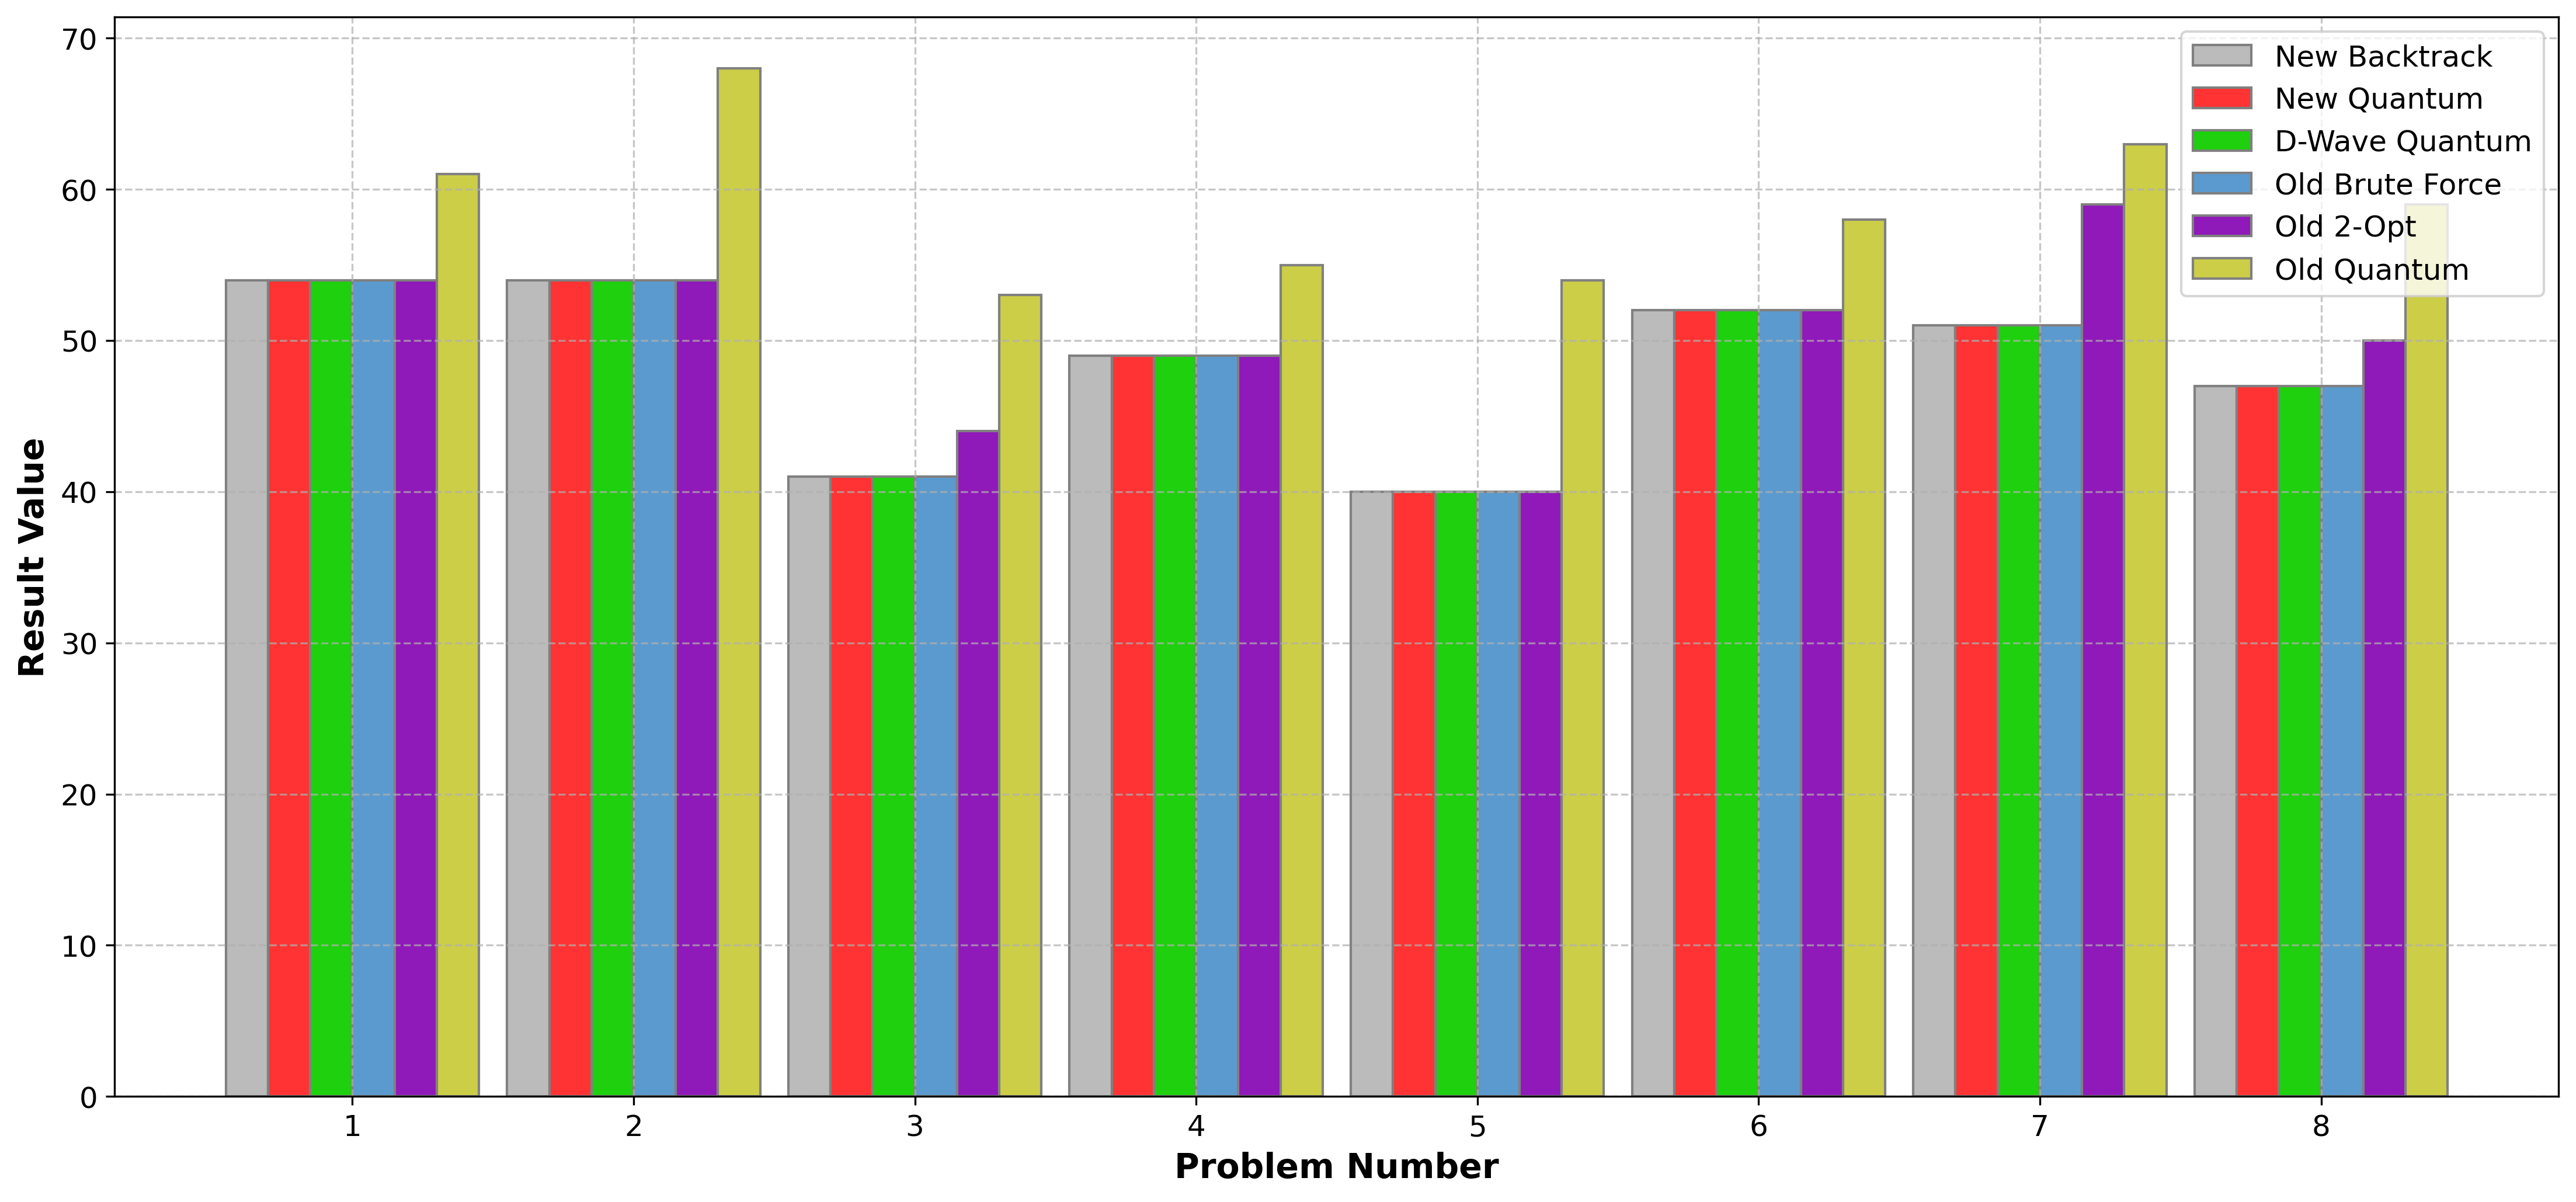 70
60
50
40
30
20
10
0
Result Value
New Backtrack
New Quantum
D-Wave Quantum
Old Brute Force
Old 2-Opt
Old Quantum
1 2 3 4 5 6 7 8
Problem Number